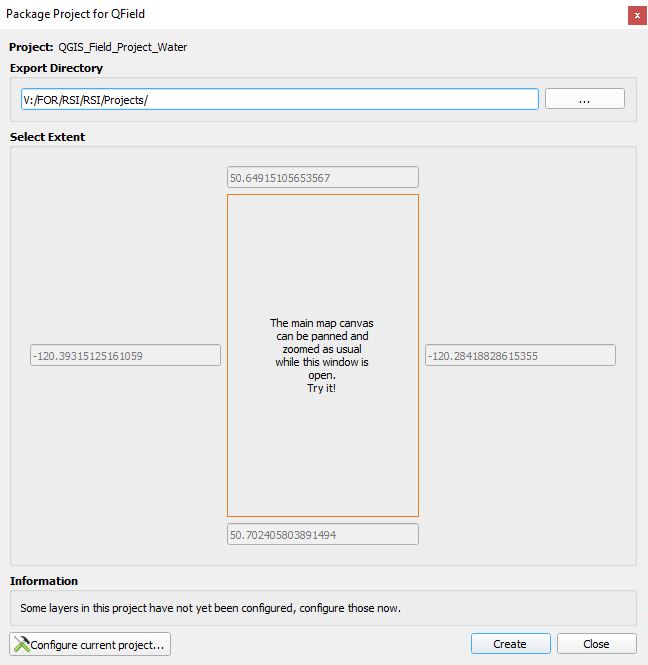 Package Project for QField
x
Project: QGIS_Field_Project_Water
Export Directory
V:/FOR/RSI/RSI/Projects/
...
Select Extent
50.64915105653567
-120.39315125161059
The main map canvas
can be panned and
zoomed as usual
while this window is
open.
Try it!
-120.28418828615355
50.702405803891494
Information
Some layers in this project have not yet been configured, configure those now.
Configure current project...
Create
Close